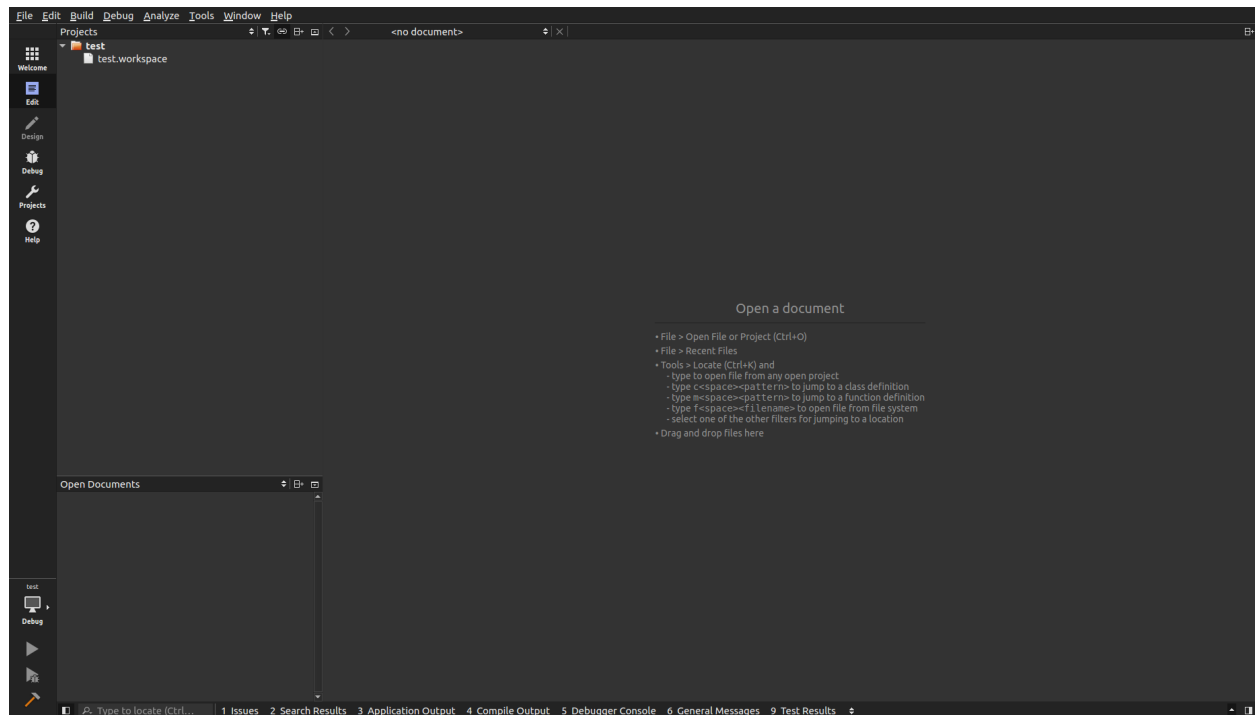 File Edit Build Debug Analyze Tools Window Help
Projects
<no document>
test
test.workspace
Welcome
Edit
Design
Debug
Projects
Help
Open a document
• File > Open File or Project (Ctrl+O)
• File > Recent Files
• Tools > Locate (Ctrl+K) and
- type to open file from any open project
- type c<space><pattern> to jump to a class definition
- type m<space><pattern> to jump to a function definition
- type f<space><filename> to open file from file system
- select one of the other filters for jumping to a location
• Drag and drop files here
Open Documents
test
Debug
Type to locate (Ctrl... 1 Issues 2 Search Results 3 Application Output 4 Compile Output 5 Debugger Console 6 General Messages 9 Test Results